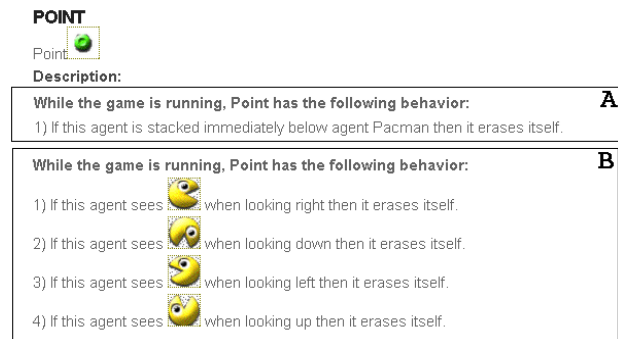 POINT
Point
Description:
A
While the game is running, Point has the following behavior:
1) If this agent is stacked immediately below agent Pacman then it erases itself.
B
While the game is running, Point has the following behavior:
1) If this agent sees when looking right then it erases itself.
2) If this agent sees when looking down then it erases itself.
3) If this agent sees when looking left then it erases itself.
4) If this agent sees when looking up then it erases itself.